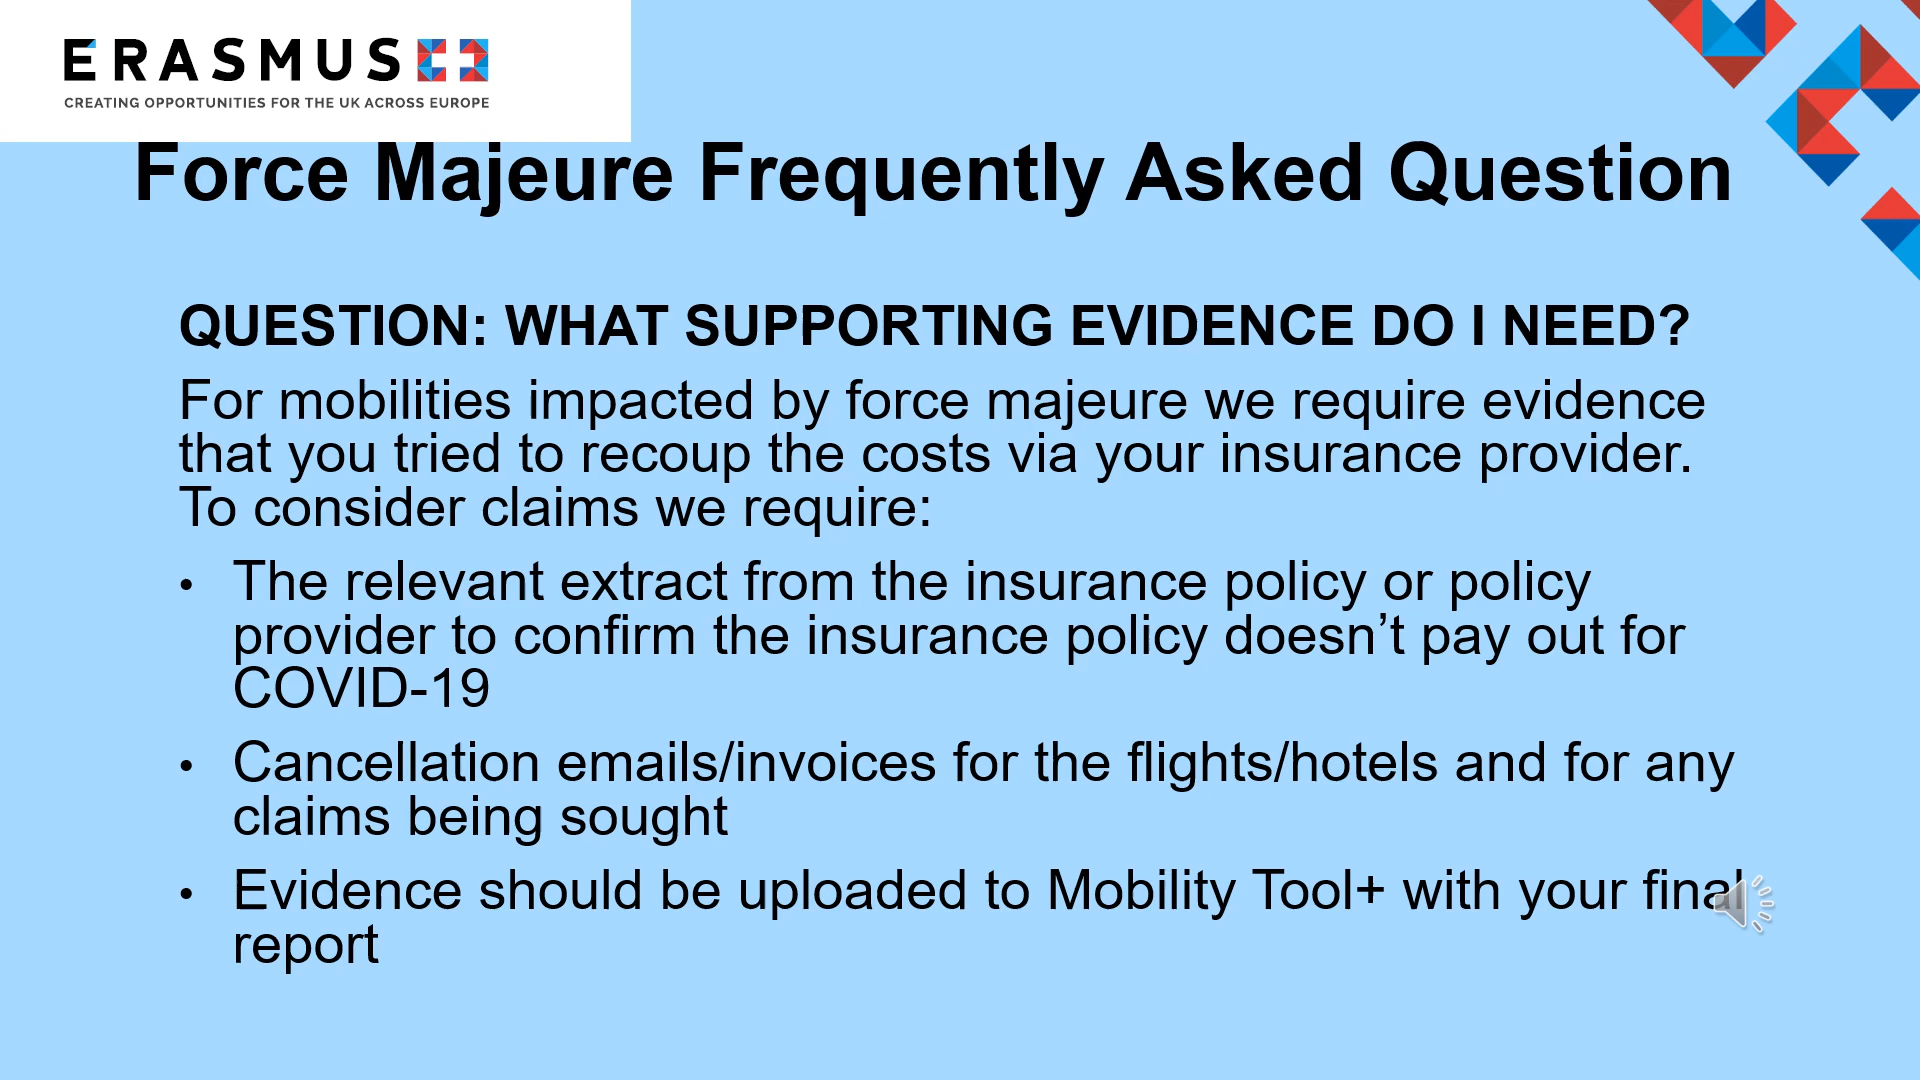 ERASMUS+
CREATING OPPORTUNITIES FOR THE UK ACROSS EUROPE
Force Majeure Frequently Asked Question
QUESTION: WHAT SUPPORTING EVIDENCE DO I NEED?
For mobilities impacted by force majeure we require evidence
that you tried to recoup the costs via your insurance provider.
To consider claims we require:
• The relevant extract from the insurance policy or policy
provider to confirm the insurance policy doesn’t pay out for
COVID-19
• Cancellation emails/invoices for the flights/hotels and for any
claims being sought
• Evidence should be uploaded to Mobility Tool+ with your final
report